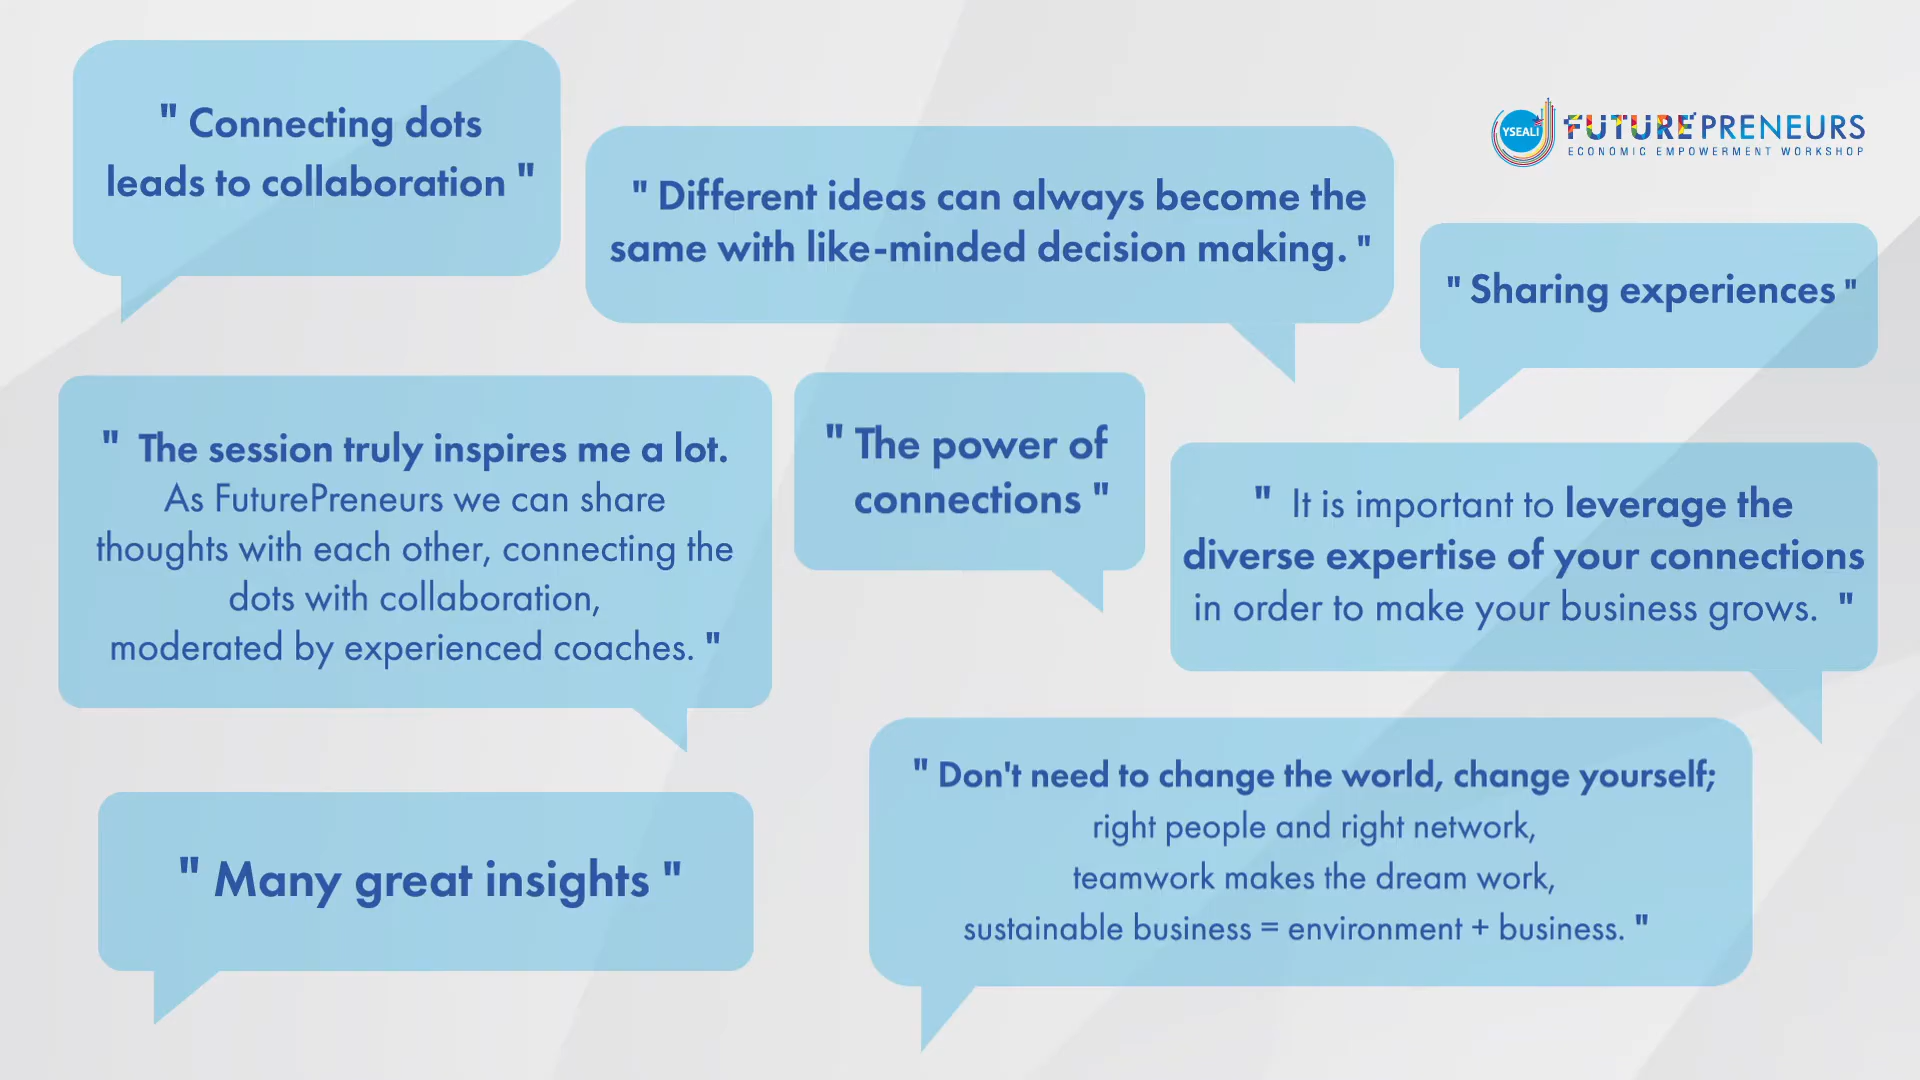 " Connecting dots
leads to collaboration "
" Different ideas can always become the
same with like-minded decision making. "
YSEALI
FUTUREPRENEURS
ECONOMIC EMPOWERMENT WORKSHOP
" Sharing experiences "
" The session truly inspires me a lot.
As FuturePreneurs we can share
thoughts with each other, connecting the
dots with collaboration,
moderated by experienced coaches. "
" The power of
connections "
" It is important to leverage the
diverse expertise of your connections
in order to make your business grows. "
" Many great insights "
" Don't need to change the world, change yourself;
right people and right network,
teamwork makes the dream work,
sustainable business = environment + business. "